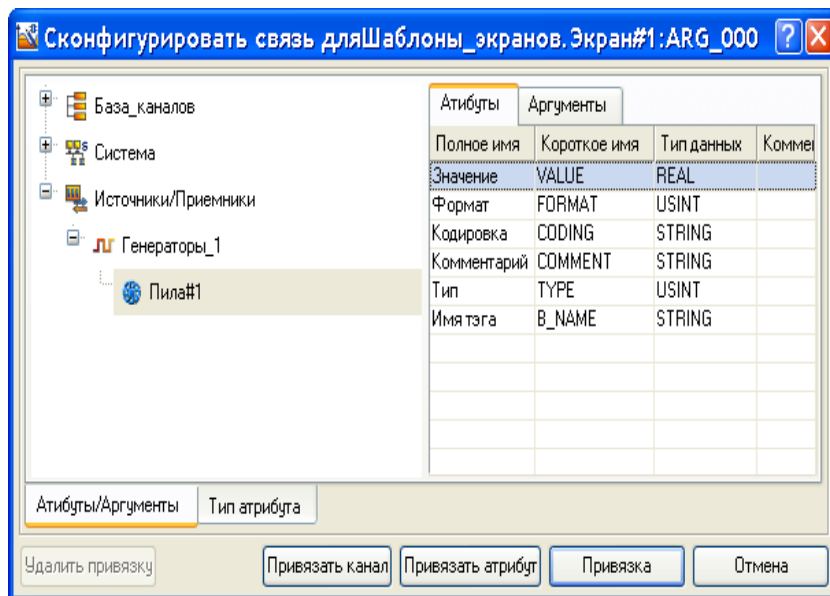 Сконфигурировать связь дляШаблоны_экранов.Экран#1:ARG_000
База_каналов
Система
Источники/Приемники
Генераторы_1
Пила#1
Атибуты Аргументы
Полное имя Короткое имя Тип данных Коммен
Значение VALUE REAL
Формат FORMAT USINT
Кодировка CODING STRING
Комментарий COMMENT STRING
Тип TYPE USINT
Имя тэга B_NAME STRING
Атибуты/Аргументы Тип атрибута
Удалить привязку Привязать канал Привязать атрибут Привязка Отмена